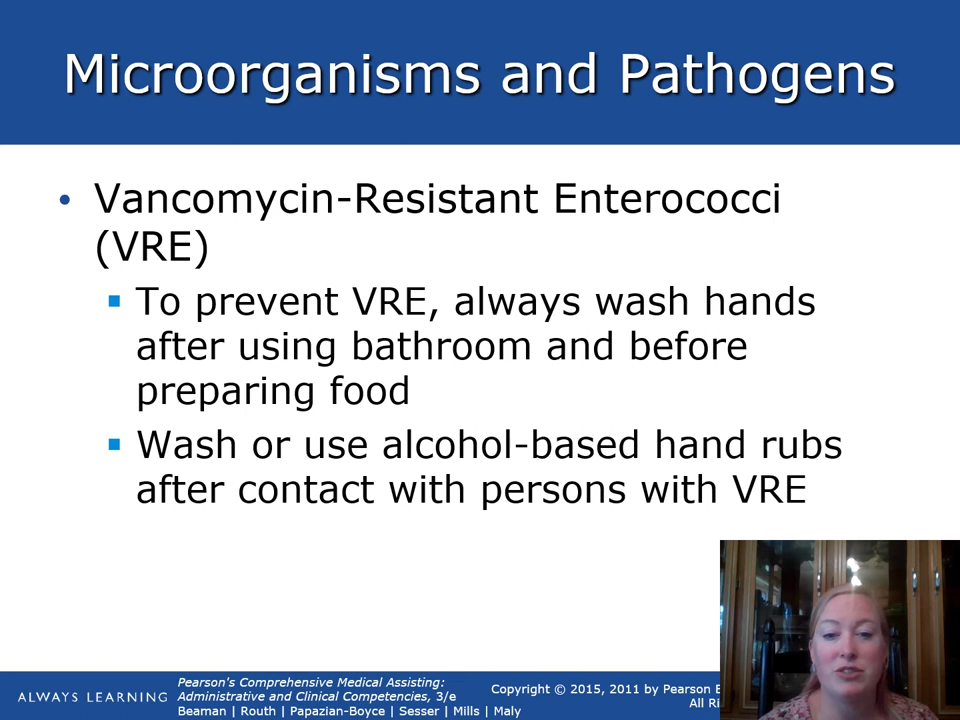 Microorganisms and Pathogens
• Vancomycin-Resistant Enterococci
(VRE)
▪ To prevent VRE, always wash hands
after using bathroom and before
preparing food
▪ Wash or use alcohol-based hand rubs
after contact with persons with VRE
ALWAYS LEARNING
Pearson's Comprehensive Medical Assisting:
Administrative and Clinical Competencies, 3/e
Beaman | Routh | Papazian-Boyce | Sesser | Mills | Maly
Copyright © 2015, 2011 by Pearson
All